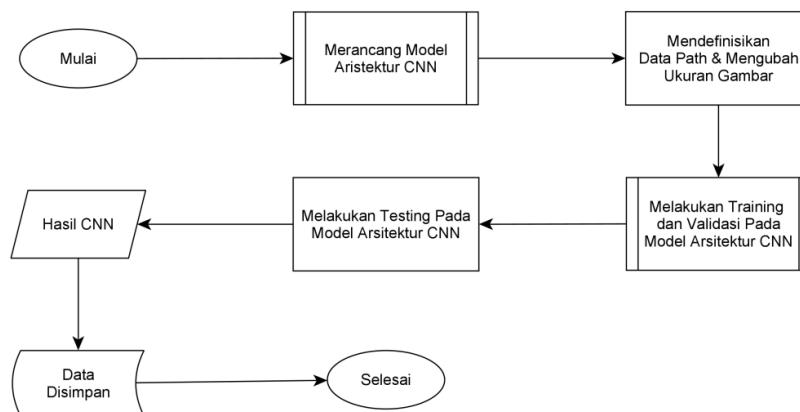 Mulai
Merancang Model
Aristektur CNN
Mendefinisikan
Data Path & Mengubah
Ukuran Gambar
Melakukan Training
dan Validasi Pada
Model Arsitektur CNN
Melakukan Testing Pada
Model Arsitektur CNN
Hasil CNN
Data
Disimpan
Selesai